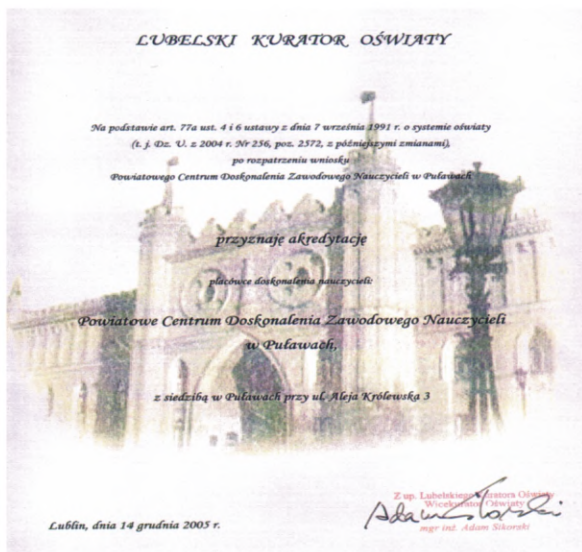 LUBELSKI KURATOR OŚWIATY
Na podstawie art. 77a ust. 4 i 6 ustawy z dnia 7 września 1991 r. o systemie oświaty
(t. j. Dz. U. z 2004 r. Nr 256, poz. 2572, z późniejszymi zmianami),
po rozpatrzeniu wniosku
Powiatowego Centrum Doskonalenia Zawodowego Nauczycieli w Puławach
przyznaję akredytację
placówce doskonalenia nauczycieli:
Powiatowe Centrum Doskonalenia Zawodowego Nauczycieli
w Puławach,
z siedzibą w Puławach przy ul. Aleja Królewska 3
Z up. Lubelskiego Kuratora Oświaty
Wicekurator Oświaty
Adam Sikorski
mgr inż. Adam Sikorski
Lublin, dnia 14 grudnia 2005 r.